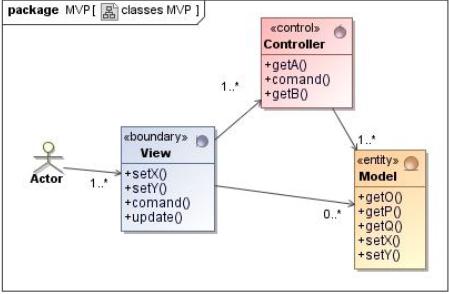 package MVP [ classes MVP ]
«control»
Controller
+getA()
+comand()
+getB()
1..*
«boundary»
View
+setX()
+setY()
+comand()
+update()
Actor
1..*
1..*
«entity»
Model
+getO()
+getP()
+getQ()
+setX()
+setY()
0..*